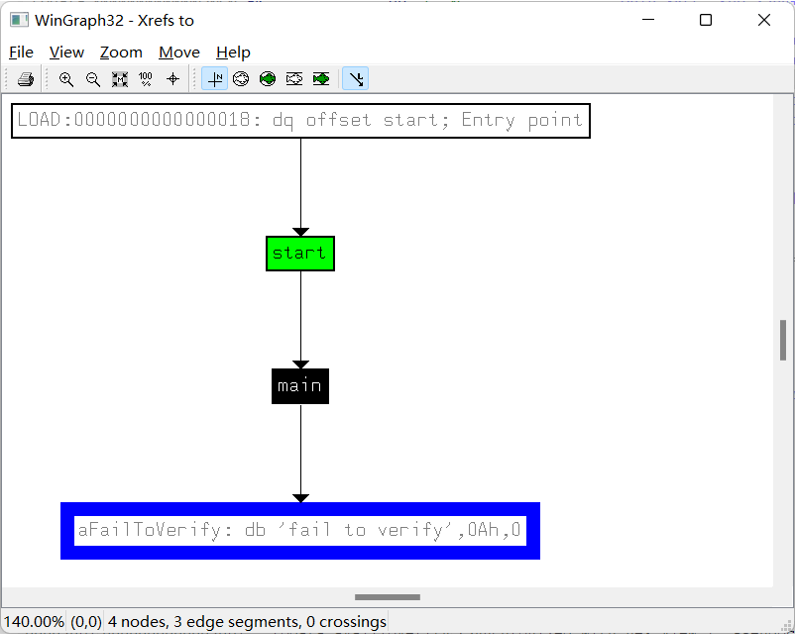 WinGraph32 - Xrefs to
File View Zoom Move Help
100
%
N
LOAD:0000000000000018: dq offset start; Entry point
start
main
aFailToVerify: db 'fail to verify',0Ah,0
140.00% (0,0) 4 nodes, 3 edge segments, 0 crossings